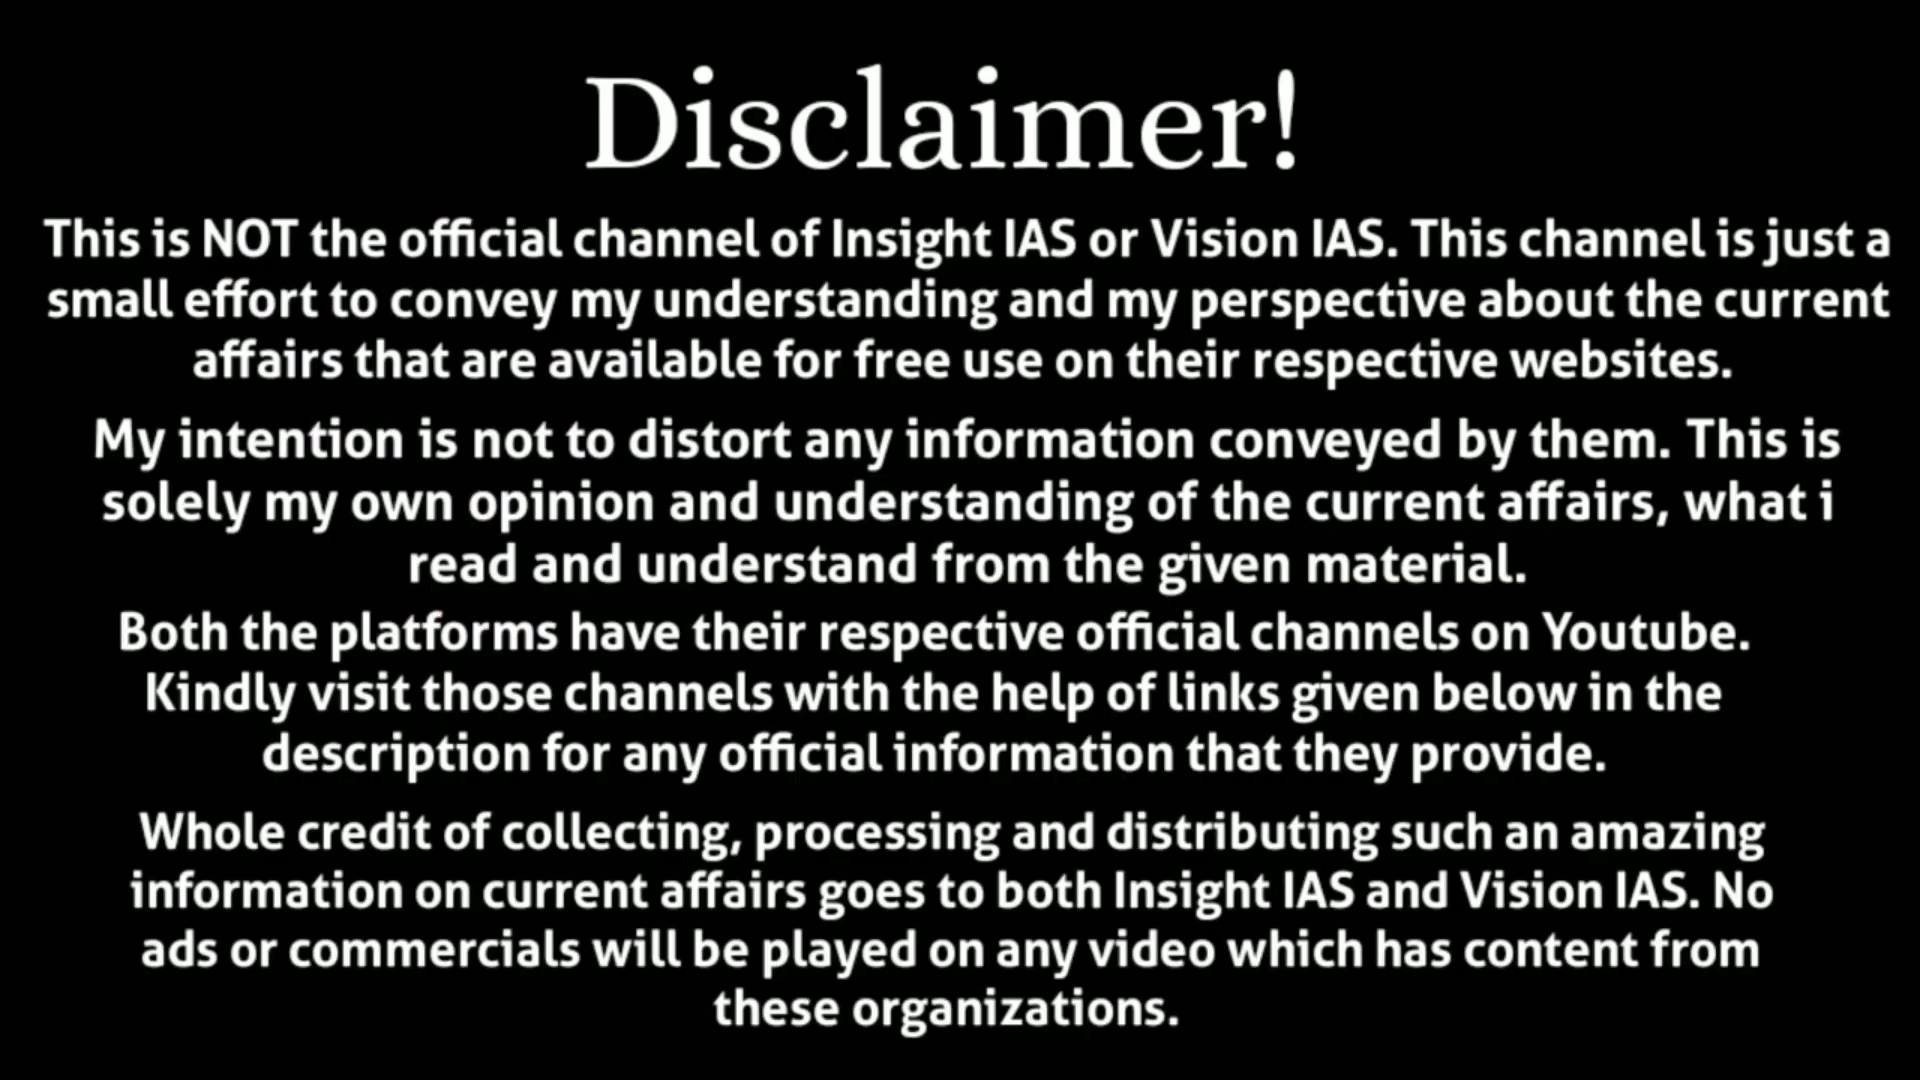 Disclaimer!
This is NOT the official channel of Insight IAS or Vision IAS. This channel is just a
small effort to convey my understanding and my perspective about the current
affairs that are available for free use on their respective websites.
My intention is not to distort any information conveyed by them. This is
solely my own opinion and understanding of the current affairs, what i
read and understand from the given material.
Both the platforms have their respective official channels on Youtube.
Kindly visit those channels with the help of links given below in the
description for any official information that they provide.
Whole credit of collecting, processing and distributing such an amazing
information on current affairs goes to both Insight IAS and Vision IAS. No
ads or commercials will be played on any video which has content from
these organizations.